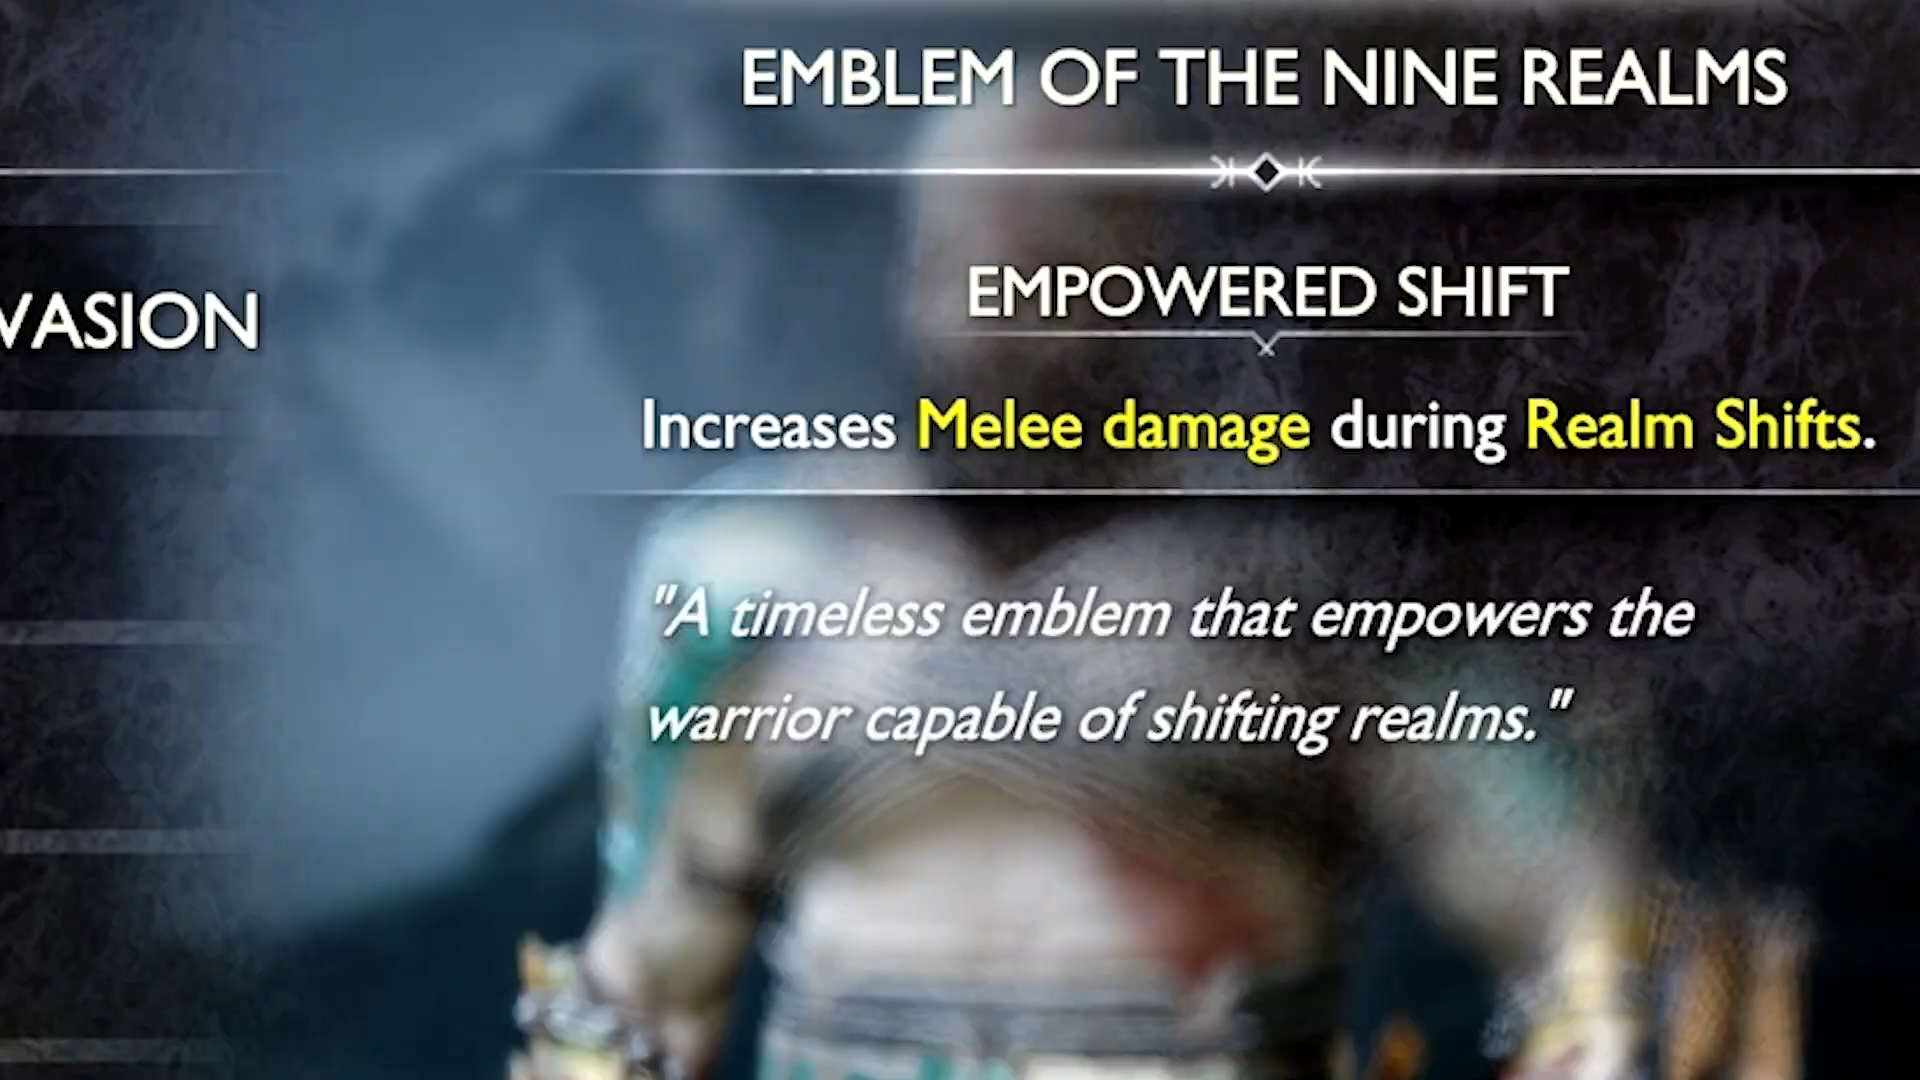 EMBLEM OF THE NINE REALMS
VASION
EMPOWERED SHIFT
Increases Melee damage during Realm Shifts.
"A timeless emblem that empowers the
warrior capable of shifting realms."